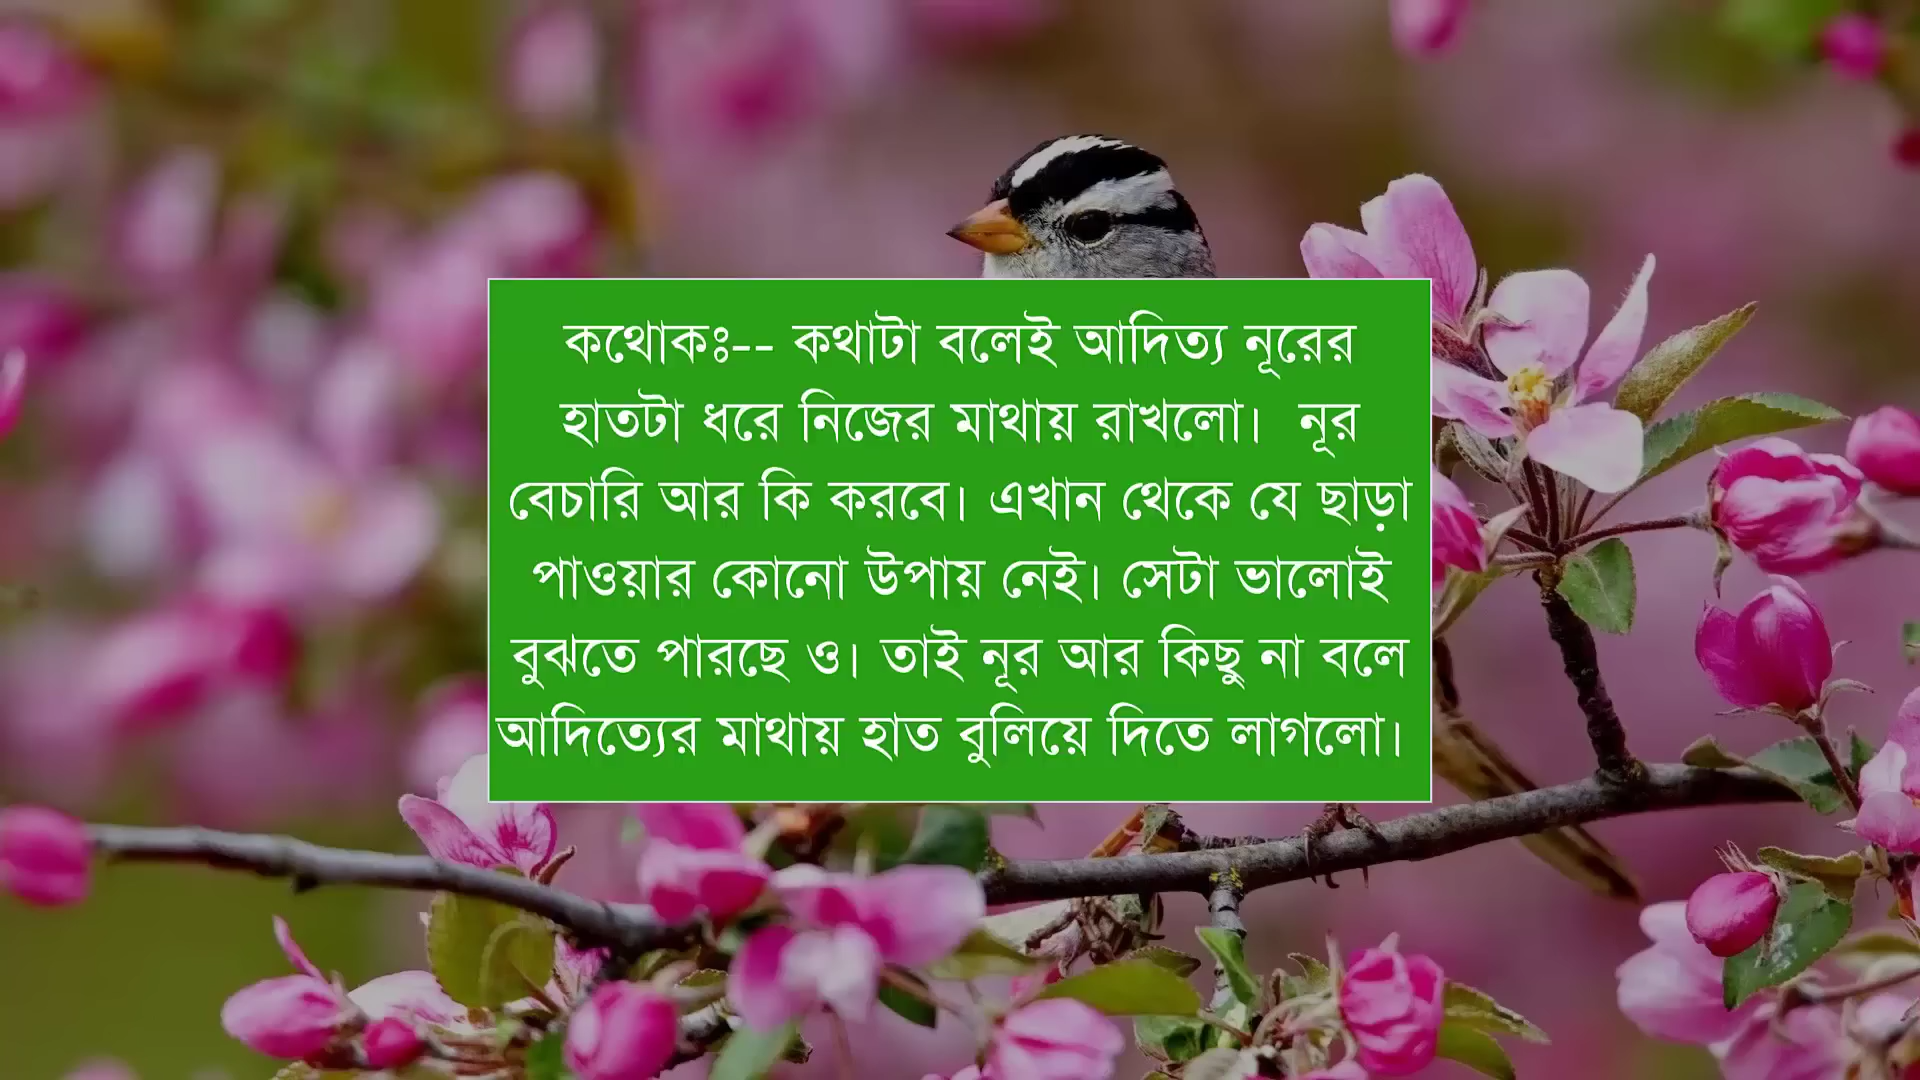 কথোকঃ-- কথাটা বলেই আদিত্য নূরের
হাতটা ধরে নিজের মাথায় রাখলো।  নূর
বেচারি আর কি করবে। এখান থেকে যে ছাড়া
পাওয়ার কোনো উপায় নেই। সেটা ভালোই
বুঝতে পারছে ও। তাই নূর আর কিছু না বলে
আদিত্যের মাথায় হাত বুলিয়ে দিতে লাগলো।